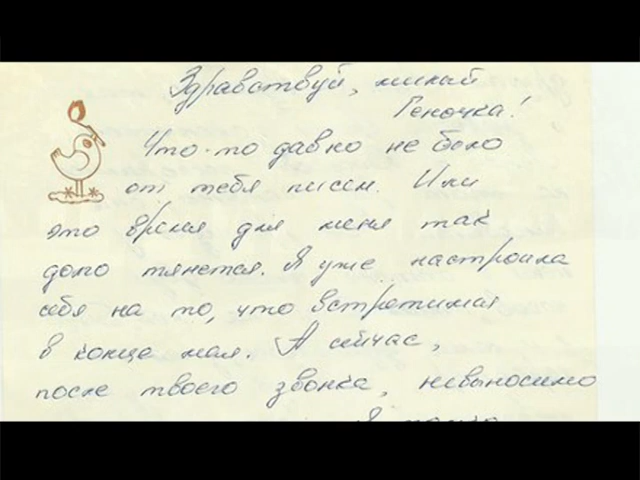 Здравствуй, милый
Геночка!
Что-то давно не было
от тебя писем. Или
это время для меня так
долго тянется. Я уже настроила
себя на то, что встретимся
в конце мая. А сейчас,
после твоего звонка, невыносимо